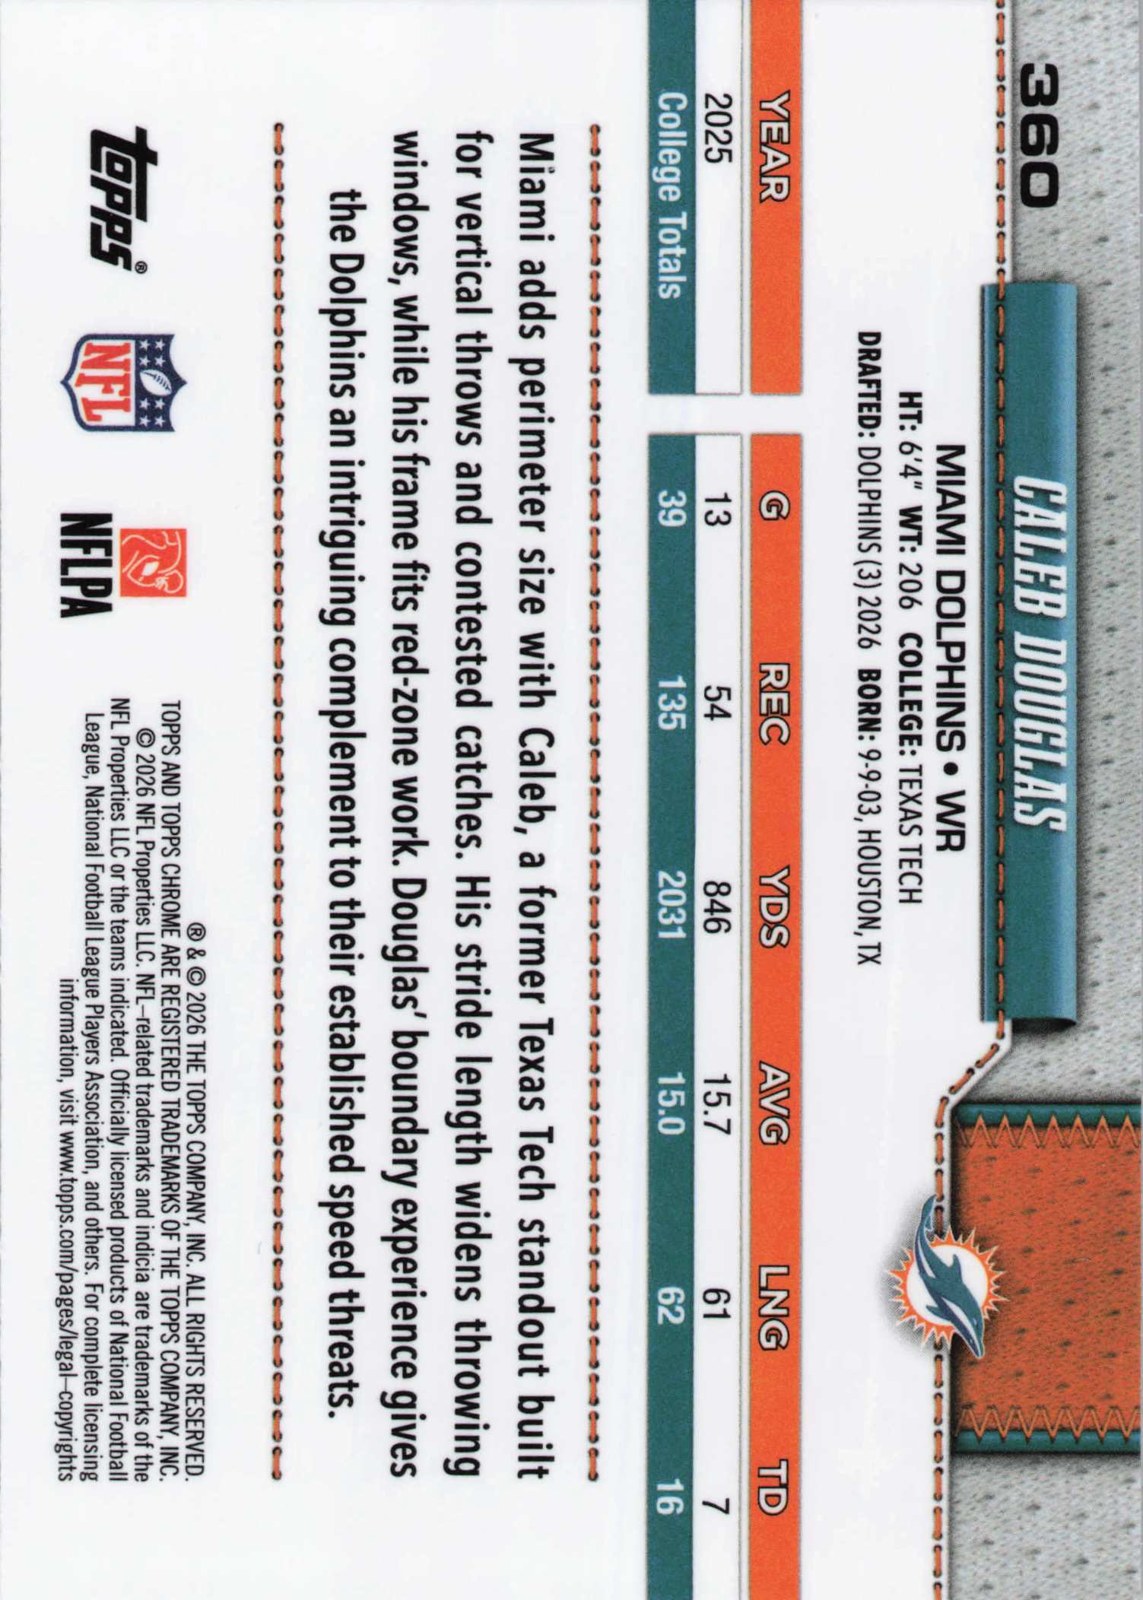 360
CALEB DOUGLAS
MIAMI DOLPHINS • WR
HT: 6'4" WT: 206 COLLEGE: TEXAS TECH
DRAFTED: DOLPHINS (3) 2026 BORN: 9-9-03, HOUSTON, TX
YEAR G REC YDS AVG LNG TD
2025 13 54 846 15.7 61 7
College Totals 39 135 2031 15.0 62 16
Miami adds perimeter size with Caleb, a former Texas Tech standout built
for vertical throws and contested catches. His stride length widens throwing
windows, while his frame fits red-zone work. Douglas' boundary experience gives
the Dolphins an intriguing complement to their established speed threats.
topps®
NFL
NFLPA
® & © 2026 THE TOPPS COMPANY, INC. ALL RIGHTS RESERVED.
TOPPS AND TOPPS CHROME ARE REGISTERED TRADEMARKS OF THE TOPPS COMPANY, INC.
© 2026 NFL Properties LLC. NFL-related trademarks and indicia are trademarks of the
NFL Properties LLC or the teams indicated. Officially licensed products of National Football
League, National Football League Players Association, and others. For complete licensing
information, visit www.topps.com/pages/legal-copyrights